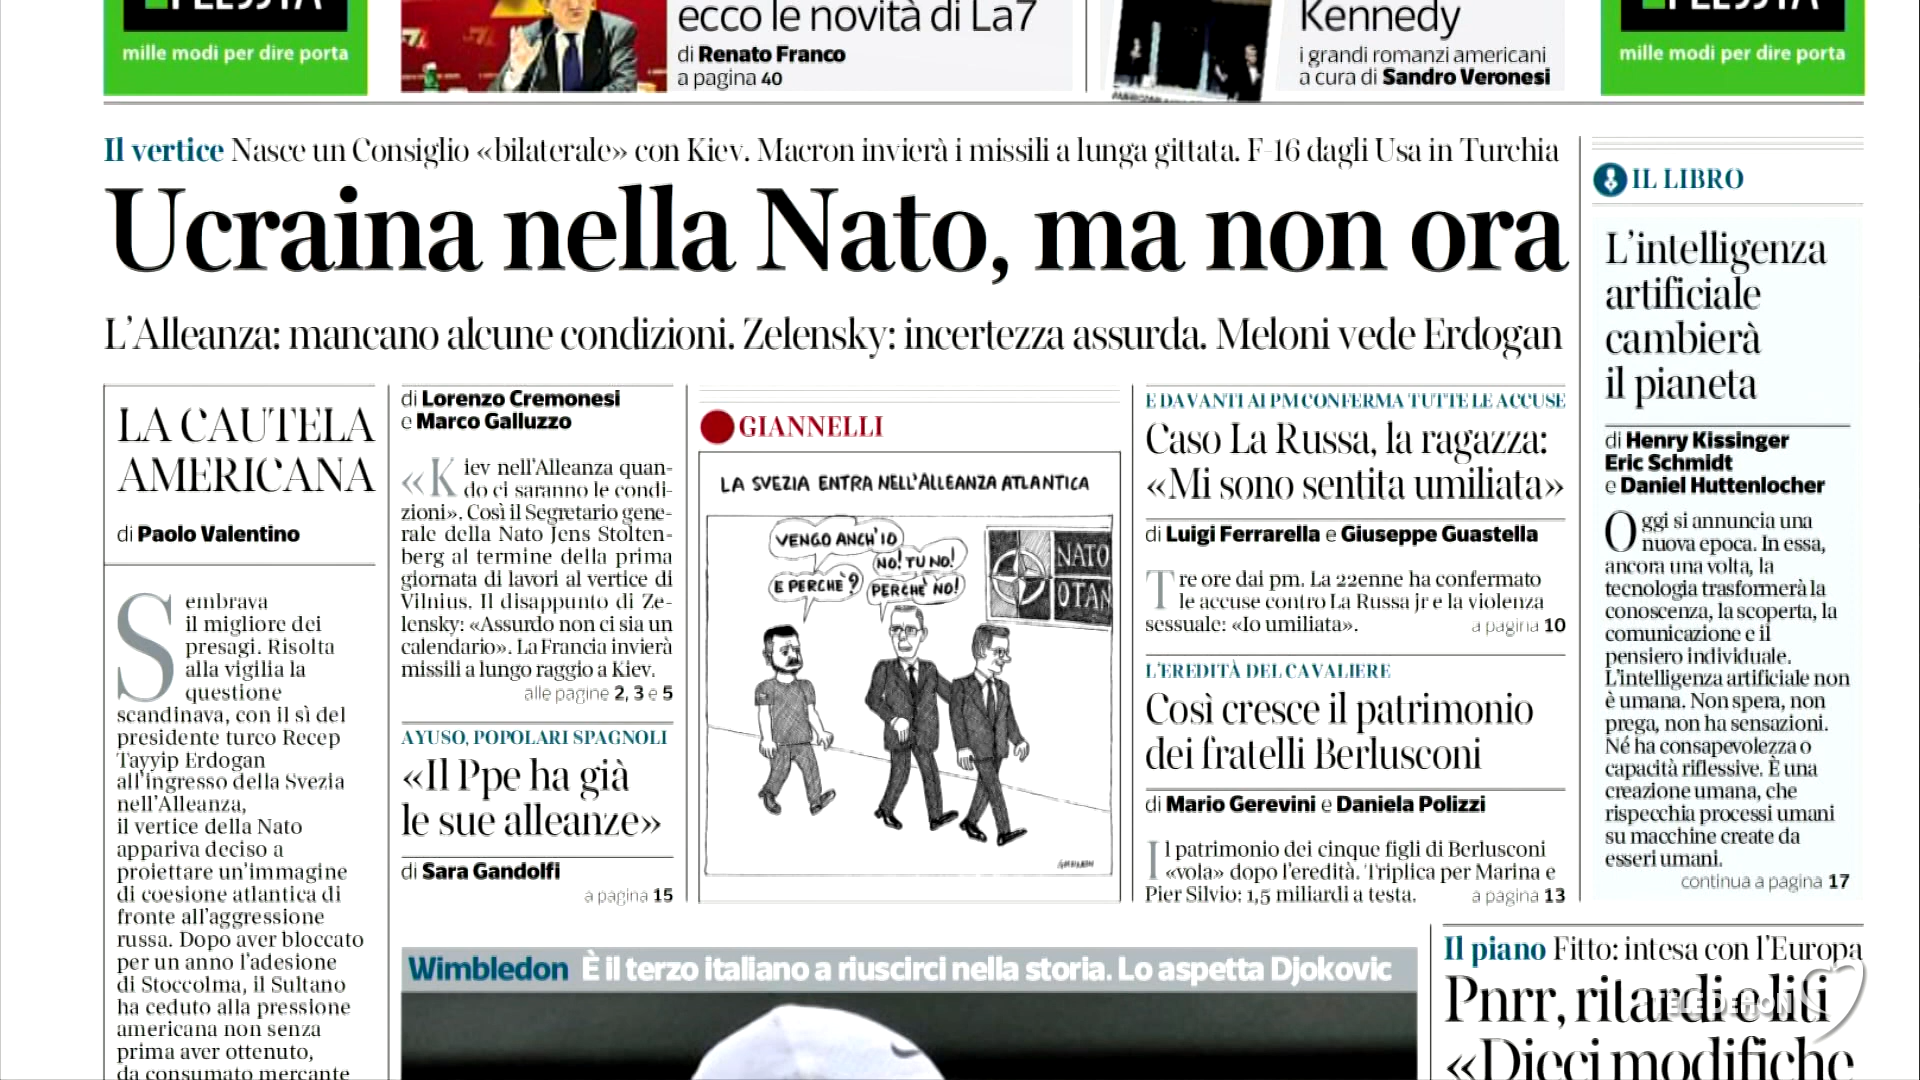 mille modi per dire porta
ecco le novità di La7
di Renato Franco
a pagina 40
Kennedy
i grandi romanzi americani
a cura di Sandro Veronesi
mille modi per dire porta
Il vertice Nasce un Consiglio «bilaterale» con Kiev. Macron invierà i missili a lunga gittata. F-16 dagli Usa in Turchia
Ucraina nella Nato, ma non ora
L'Alleanza: mancano alcune condizioni. Zelensky: incertezza assurda. Meloni vede Erdogan
LA CAUTELA
AMERICANA
di Paolo Valentino
Sembrava
il migliore dei
presagi. Risolta
alla vigilia la
questione
scandinava, con il sì del
presidente turco Recep
Tayyip Erdogan
all'ingresso della Svezia
nell'Alleanza,
il vertice della Nato
appariva deciso a
proiettare un'immagine
di coesione atlantica di
fronte all'aggressione
russa. Dopo aver bloccato
per un anno l'adesione
di Stoccolma, il Sultano
ha ceduto alla pressione
americana non senza
prima aver ottenuto,
da consumato mercante
di Lorenzo Cremonesi
e Marco Galluzzo
«Kiev nell'Alleanza quan-
do ci saranno le condi-
zioni». Così il Segretario gene-
rale della Nato Jens Stolten-
berg al termine della prima
giornata di lavori al vertice di
Vilnius. Il disappunto di Ze-
lensky: «Assurdo non ci sia un
calendario». La Francia invierà
missili a lungo raggio a Kiev.
alle pagine 2, 3 e 5
AYUSO, POPOLARI SPAGNOLI
«Il Ppe ha già
le sue alleanze»
di Sara Gandolfi
a pagina 15
GIANNELLI
LA SVEZIA ENTRA NELL'ALLEANZA ATLANTICA
VENGO ANCH'IO
NO! TU NO!
E PERCHÈ?
PERCHÈ NO!
NATO
OTAN
GIANNELLI
E DAVANTI AI PM CONFERMA TUTTE LE ACCUSE
Caso La Russa, la ragazza:
«Mi sono sentita umiliata»
di Luigi Ferrarella e Giuseppe Guastella
Tre ore dai pm. La 22enne ha confermato
le accuse contro La Russa jr e la violenza
sessuale: «Io umiliata».
a pagina 10
L'EREDITÀ DEL CAVALIERE
Così cresce il patrimonio
dei fratelli Berlusconi
di Mario Gerevini e Daniela Polizzi
Il patrimonio dei cinque figli di Berlusconi
«vola» dopo l'eredità. Triplica per Marina e
Pier Silvio: 1,5 miliardi a testa.
a pagina 13
IL LIBRO
L'intelligenza
artificiale
cambierà
il pianeta
di Henry Kissinger
Eric Schmidt
e Daniel Huttenlocher
Oggi si annuncia una
nuova epoca. In essa,
ancora una volta, la
tecnologia trasformerà la
conoscenza, la scoperta, la
comunicazione e il
pensiero individuale.
L'intelligenza artificiale non
è umana. Non spera, non
prega, non ha sensazioni.
Né ha consapevolezza o
capacità riflessive. È una
creazione umana, che
rispecchia processi umani
su macchine create da
esseri umani.
continua a pagina 17
Wimbledon È il terzo italiano a riuscirci nella storia. Lo aspetta Djokovic
Il piano Fitto: intesa con l'Europa
Pnrr, ritardi e liti
«Dieci modifiche
TELEDEHON